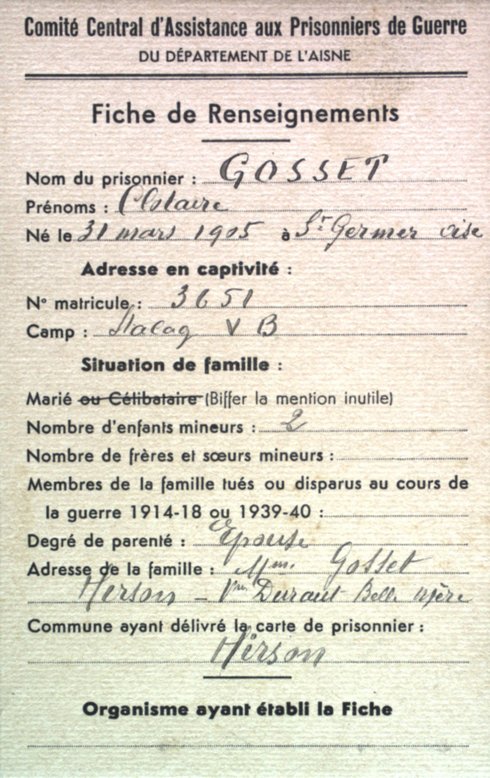 Comité Central d'Assistance aux Prisonniers de Guerre
DU DÉPARTEMENT DE L'AISNE
Fiche de Renseignements
Nom du prisonnier : GOSSET
Prénoms : Clotaire
Né le 31 mars 1905 à St Germer oise
Adresse en captivité :
N° matricule : 3651
Camp : Stalag V B
Situation de famille :
Marié ou Célibataire (Biffer la mention inutile)
Nombre d'enfants mineurs : 2
Nombre de frères et sœurs mineurs :
Membres de la famille tués ou disparus au cours de
la guerre 1914-18 ou 1939-40 :
Degré de parenté : Epouse
Adresse de la famille : Mme Gosset
Hirson - Durant Belle mère
Commune ayant délivré la carte de prisonnier :
Hirson
Organisme ayant établi la Fiche